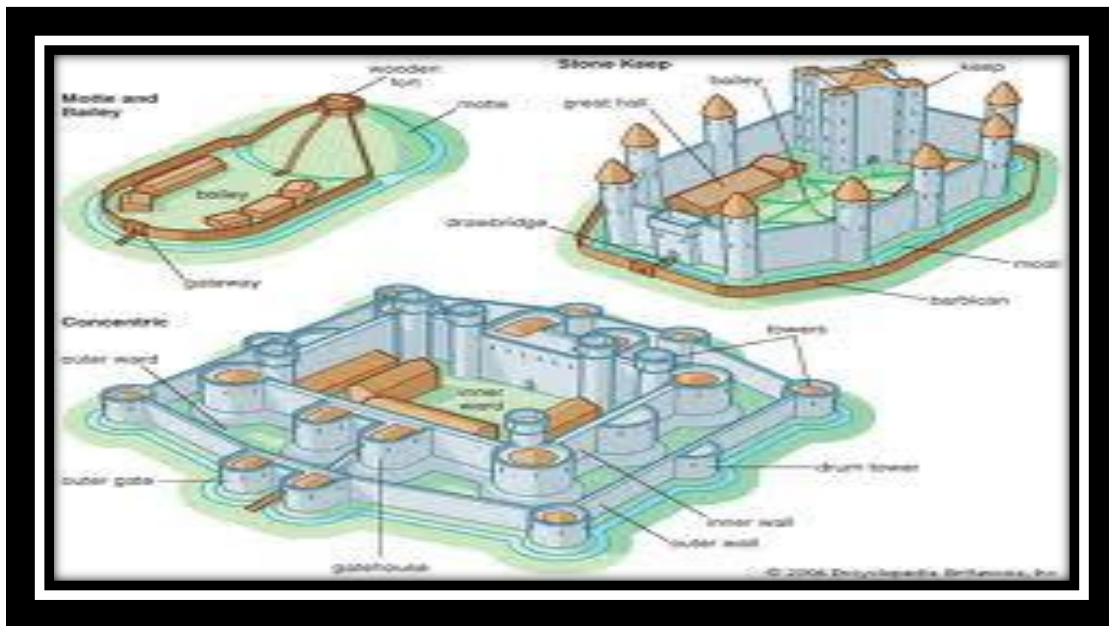 Motte and
Bailey
wooden
fort
motte
bailey
gateway
Stone Keep
bailey
keep
great hall
drawbridge
moat
barbican
Concentric
outer ward
inner
ward
towers
outer gate
drum tower
inner wall
outer wall
gatehouse
© 2006 Encyclopædia Britannica, Inc.